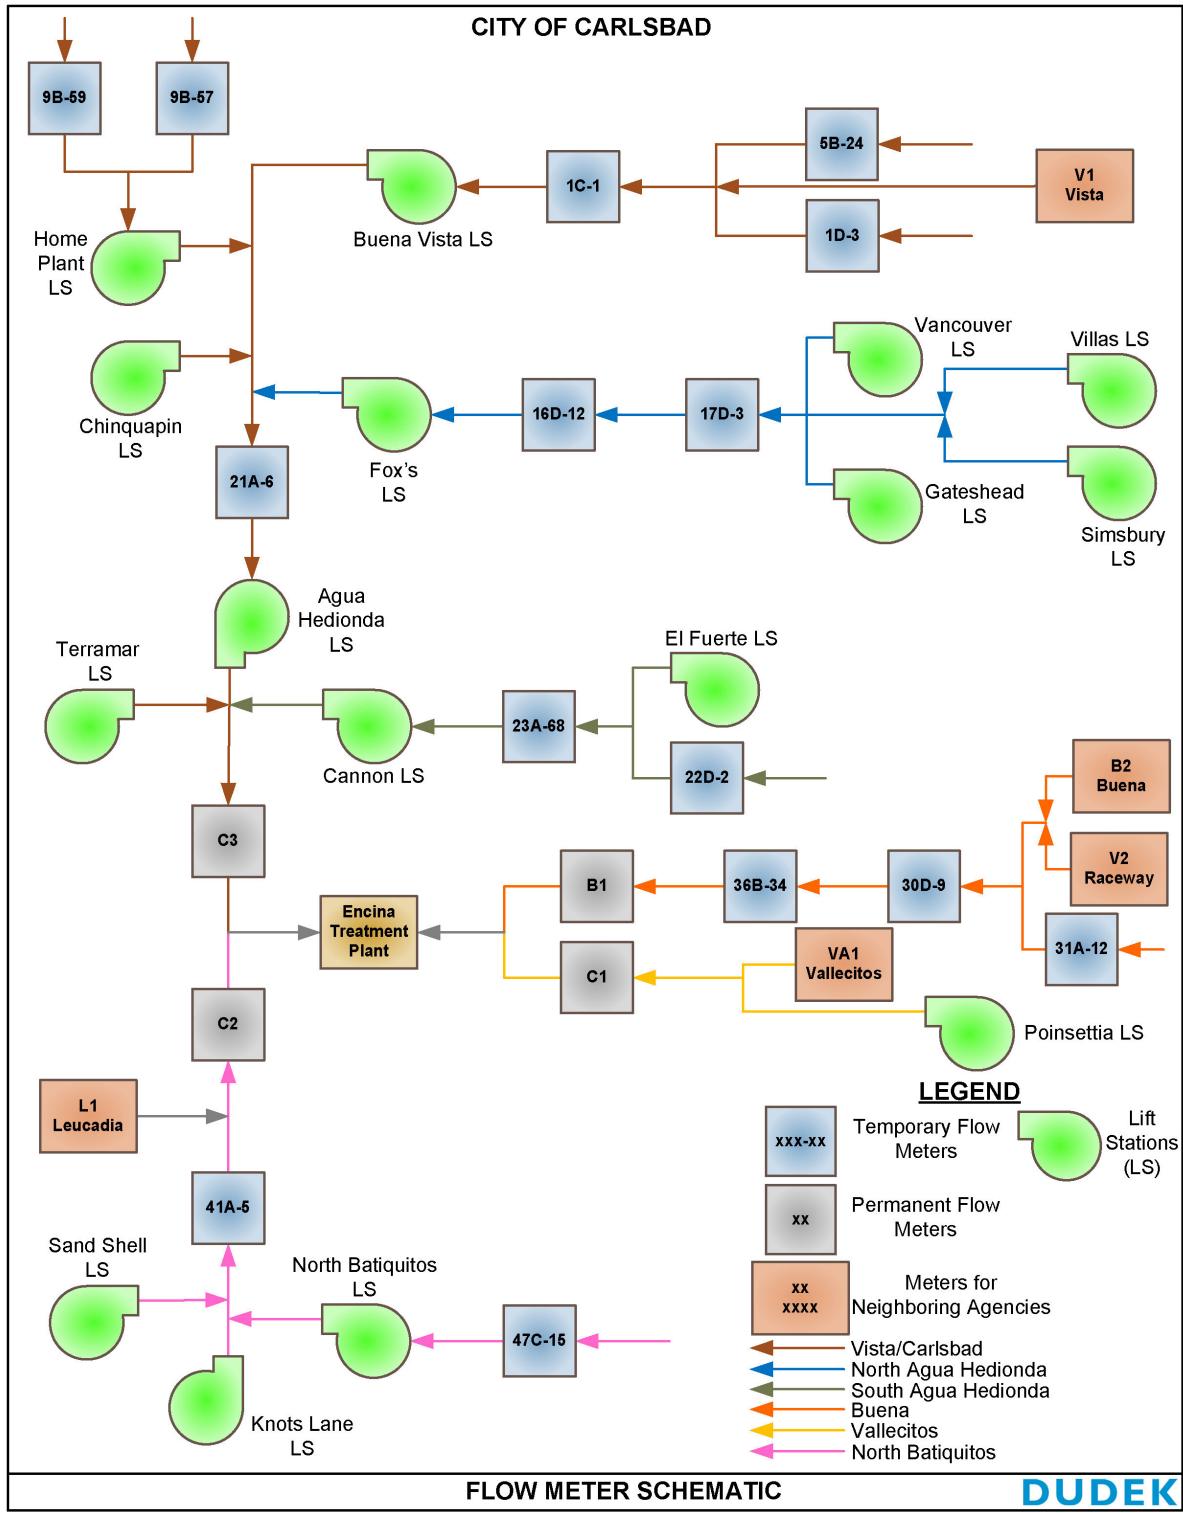 CITY OF CARLSBAD
9B-59
9B-57
5B-24
V1
Vista
1C-1
1D-3
Buena Vista LS
Home
Plant
LS
Vancouver
LS
Villas LS
Chinquapin
LS
16D-12
17D-3
Fox's
LS
21A-6
Gateshead
LS
Simsbury
LS
Agua
Hedionda
LS
Terramar
LS
El Fuerte LS
23A-68
Cannon LS
22D-2
B2
Buena
C3
V2
Raceway
B1
36B-34
30D-9
Encina
Treatment
Plant
31A-12
VA1
Vallecitos
C1
C2
Poinsettia LS
L1
Leucadia
LEGEND
xxx-xx
Temporary Flow
Meters
Lift
Stations
(LS)
41A-5
xx
Permanent Flow
Meters
Sand Shell
LS
North Batiquitos
LS
xx
xxxx
Meters for
Neighboring Agencies
47C-15
Vista/Carlsbad
North Agua Hedionda
South Agua Hedionda
Buena
Vallecitos
North Batiquitos
Knots Lane
LS
FLOW METER SCHEMATIC
DUDEK